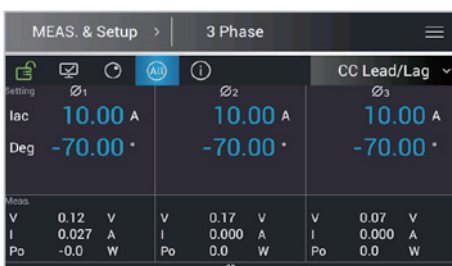 MEAS. & Setup > 3 Phase
All i CC Lead/Lag
Setting Ø1 Ø2 Ø3
Iac 10.00 A 10.00 A 10.00 A
Deg -70.00 ° -70.00 ° -70.00 °
Meas.
V 0.12 V V 0.17 V V 0.07 V
I 0.027 A I 0.000 A I 0.000 A
Po -0.0 W Po 0.0 W Po 0.0 W